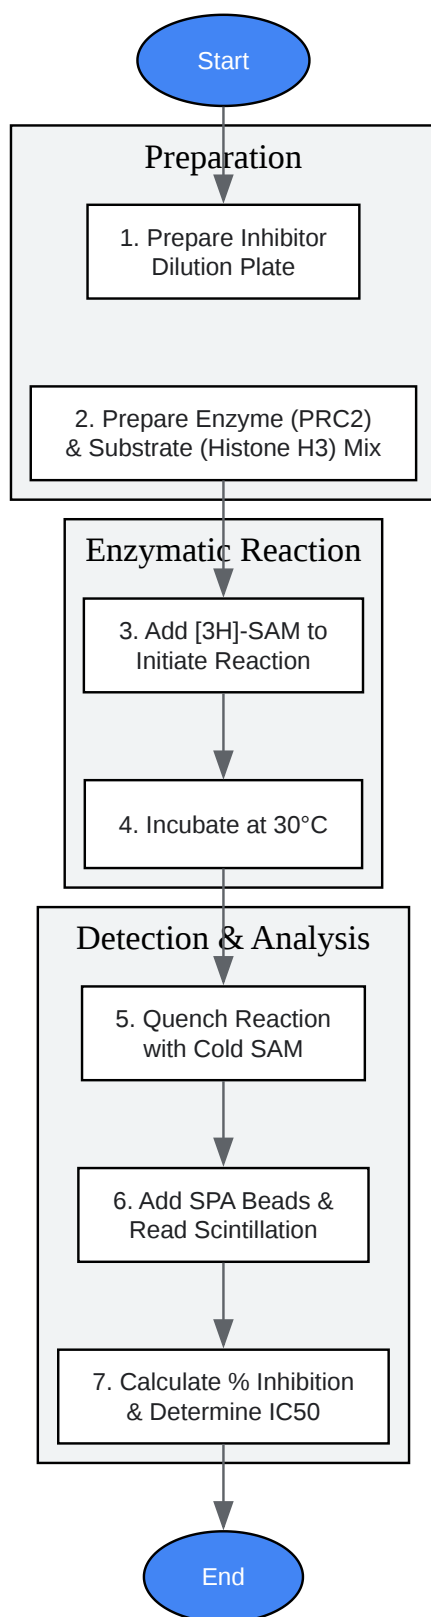 Start
Preparation
1. Prepare Inhibitor
Dilution Plate
2. Prepare Enzyme (PRC2)
& Substrate (Histone H3) Mix
Enzymatic Reaction
3. Add [3H]-SAM to
Initiate Reaction
4. Incubate at 30°C
Detection & Analysis
5. Quench Reaction
with Cold SAM
6. Add SPA Beads &
Read Scintillation
7. Calculate % Inhibition
& Determine IC50
End